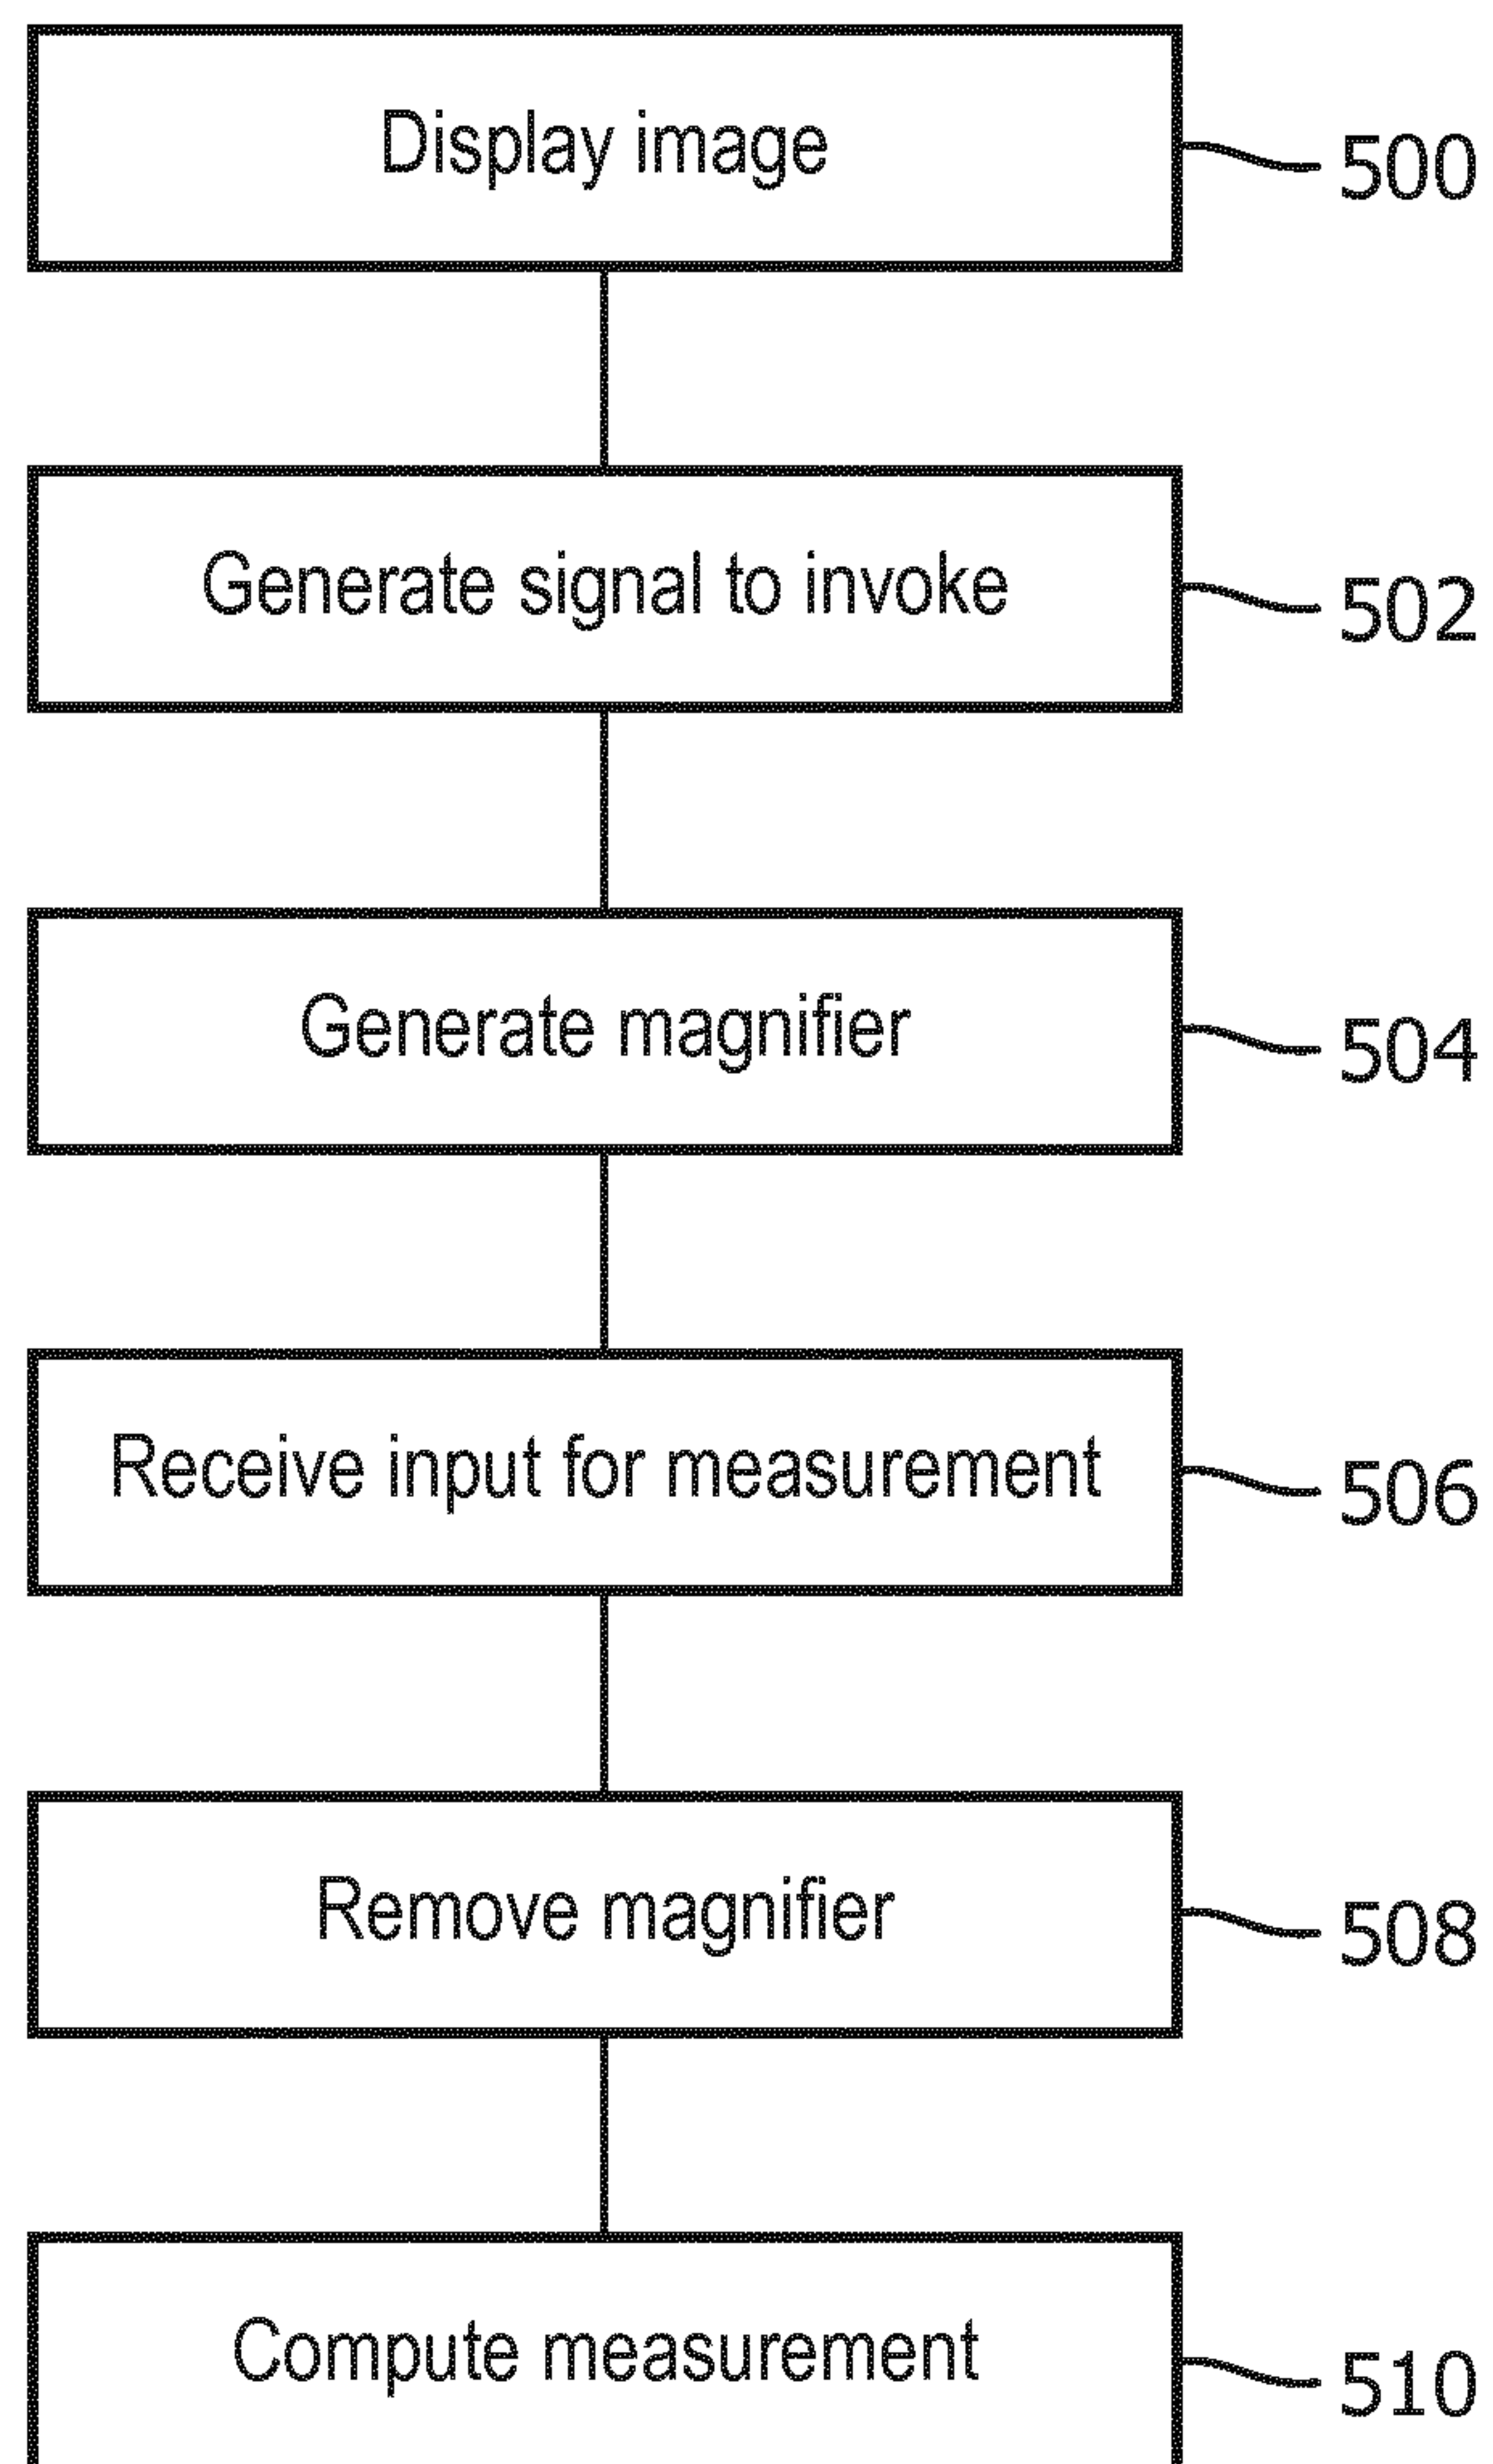 Display image
500
Generate signal to invoke
502
Generate magnifier
504
Receive input for measurement
506
Remove magnifier
508
Compute measurement
510